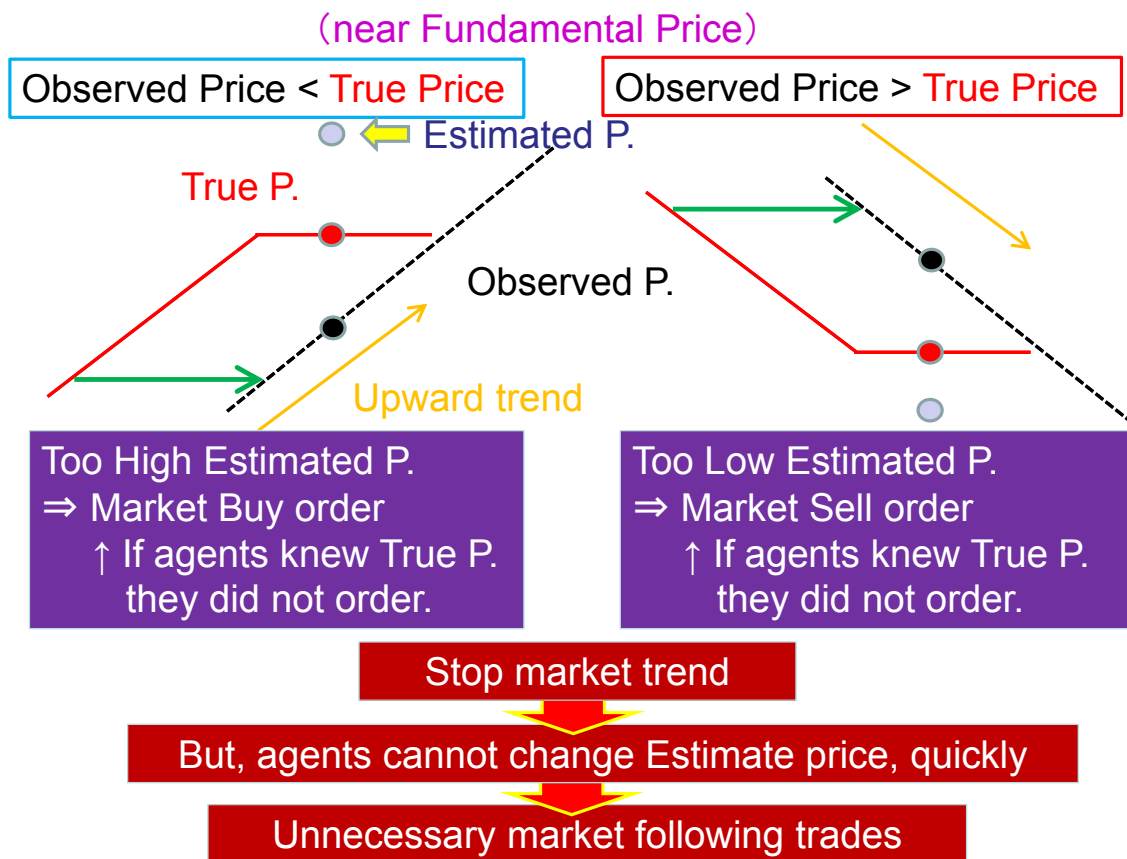 （near Fundamental Price）
Observed Price < True Price
Observed Price > True Price
Estimated P.
True P.
Observed P.
Upward trend
Too High Estimated P.
⇒ Market Buy order
↑ If agents knew True P.
they did not order.
Too Low Estimated P.
⇒ Market Sell order
↑ If agents knew True P.
they did not order.
Stop market trend
But, agents cannot change Estimate price, quickly
Unnecessary market following trades